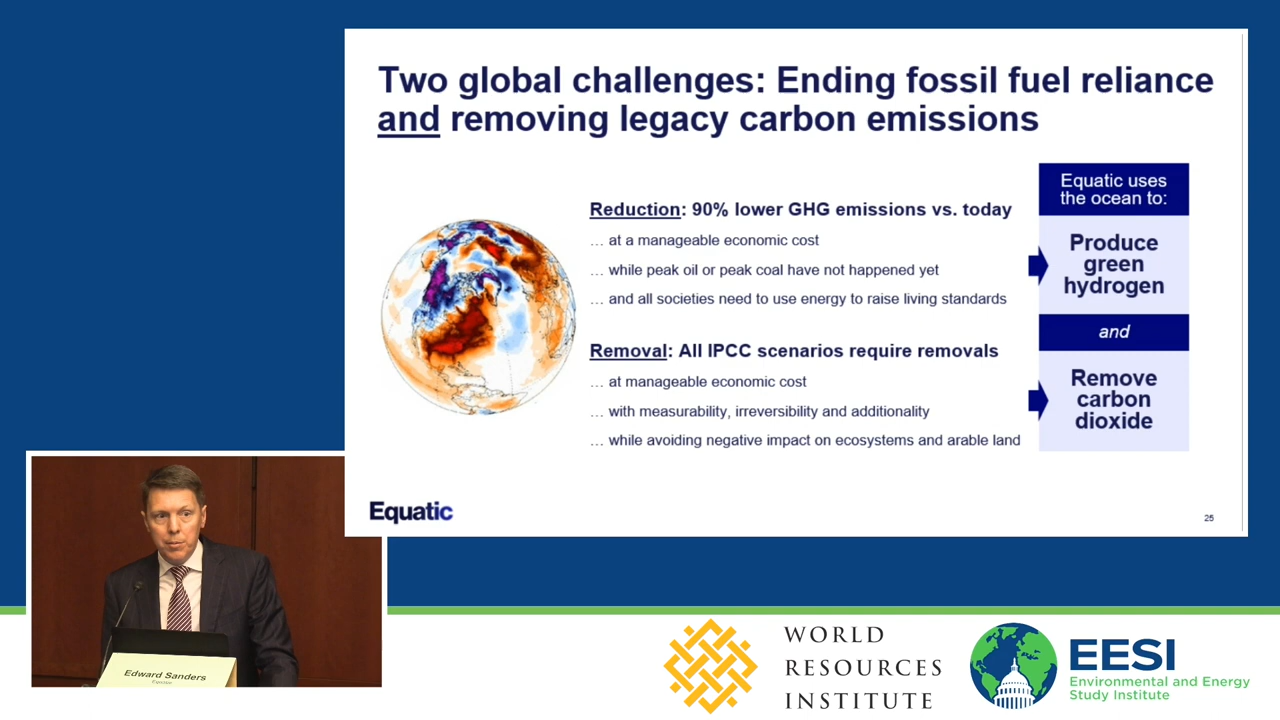 Two global challenges: Ending fossil fuel reliance
and removing legacy carbon emissions
Reduction: 90% lower GHG emissions vs. today
… at a manageable economic cost
… while peak oil or peak coal have not happened yet
… and all societies need to use energy to raise living standards
Removal: All IPCC scenarios require removals
… at manageable economic cost
… with measurability, irreversibility and additionality
… while avoiding negative impact on ecosystems and arable land
Equatic uses
the ocean to:
Produce
green
hydrogen
and
Remove
carbon
dioxide
Equatic
25
Edward Sanders
Equatic
WORLD
RESOURCES
INSTITUTE
EESI
Environmental and Energy
Study Institute